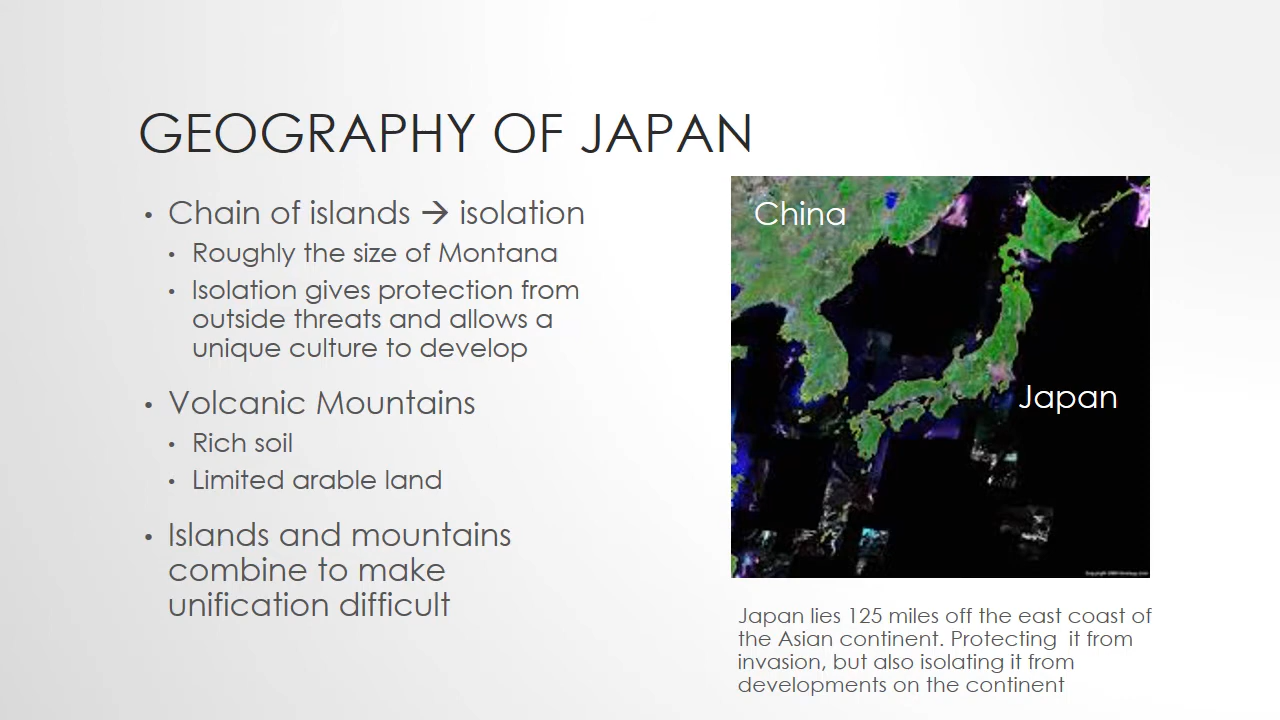 GEOGRAPHY OF JAPAN
• Chain of islands → isolation
• Roughly the size of Montana
• Isolation gives protection from
outside threats and allows a
unique culture to develop
• Volcanic Mountains
• Rich soil
• Limited arable land
• Islands and mountains
combine to make
unification difficult
China
Japan
Japan lies 125 miles off the east coast of
the Asian continent. Protecting  it from
invasion, but also isolating it from
developments on the continent